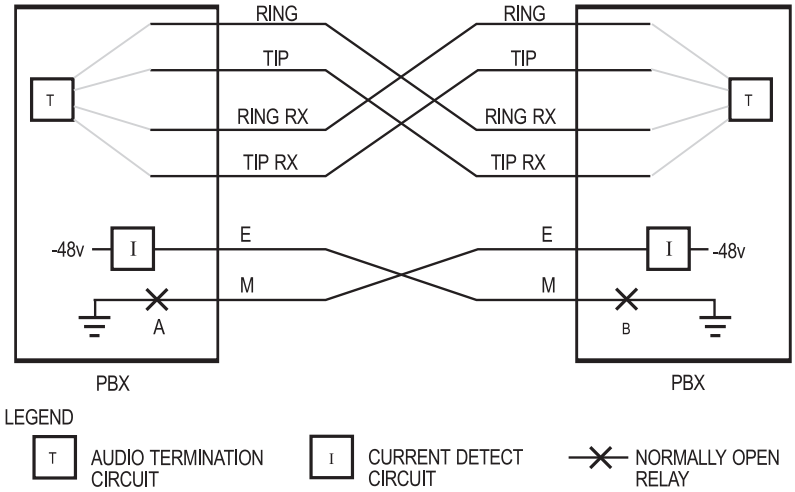 RING RING
TIP TIP
T T
RING RX RING RX
TIP RX TIP RX
E E
-48v I I -48v
M M
A B
PBX PBX
LEGEND
T AUDIO TERMINATION CIRCUIT
I CURRENT DETECT CIRCUIT
NORMALLY OPEN RELAY